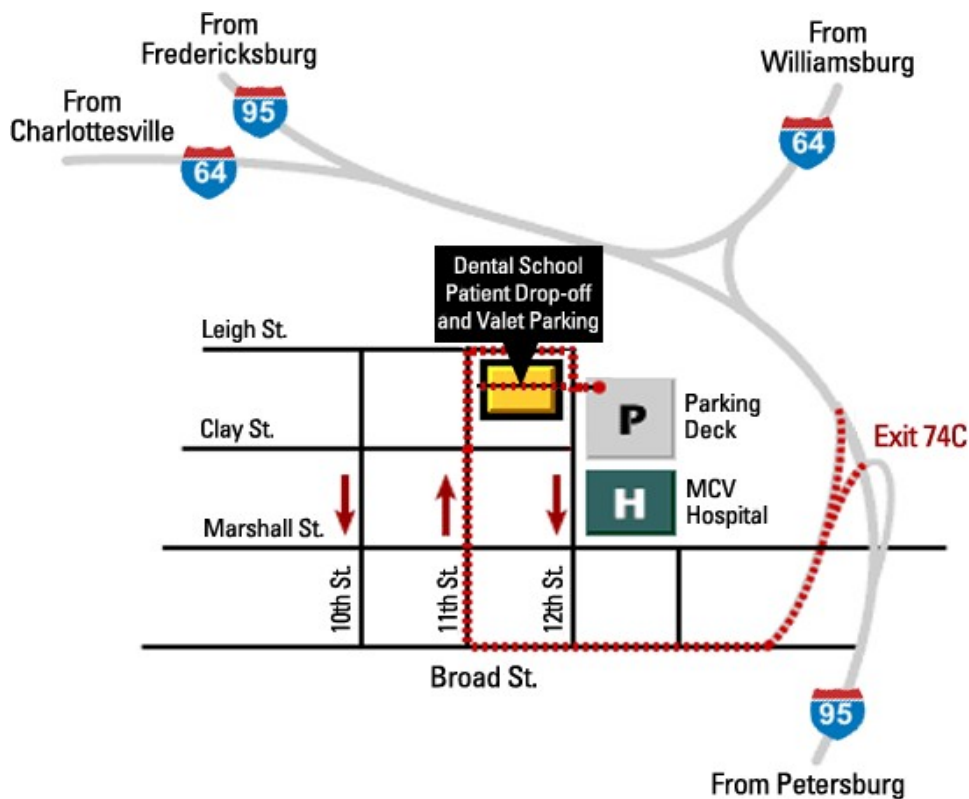 From
Fredericksburg
From
Williamsburg
From
Charlottesville
95
64
64
Dental School
Patient Drop-off
and Valet Parking
Leigh St.
P
Parking
Deck
Exit 74C
Clay St.
H
MCV
Hospital
Marshall St.
10th St.
11th St.
12th St.
Broad St.
95
From Petersburg